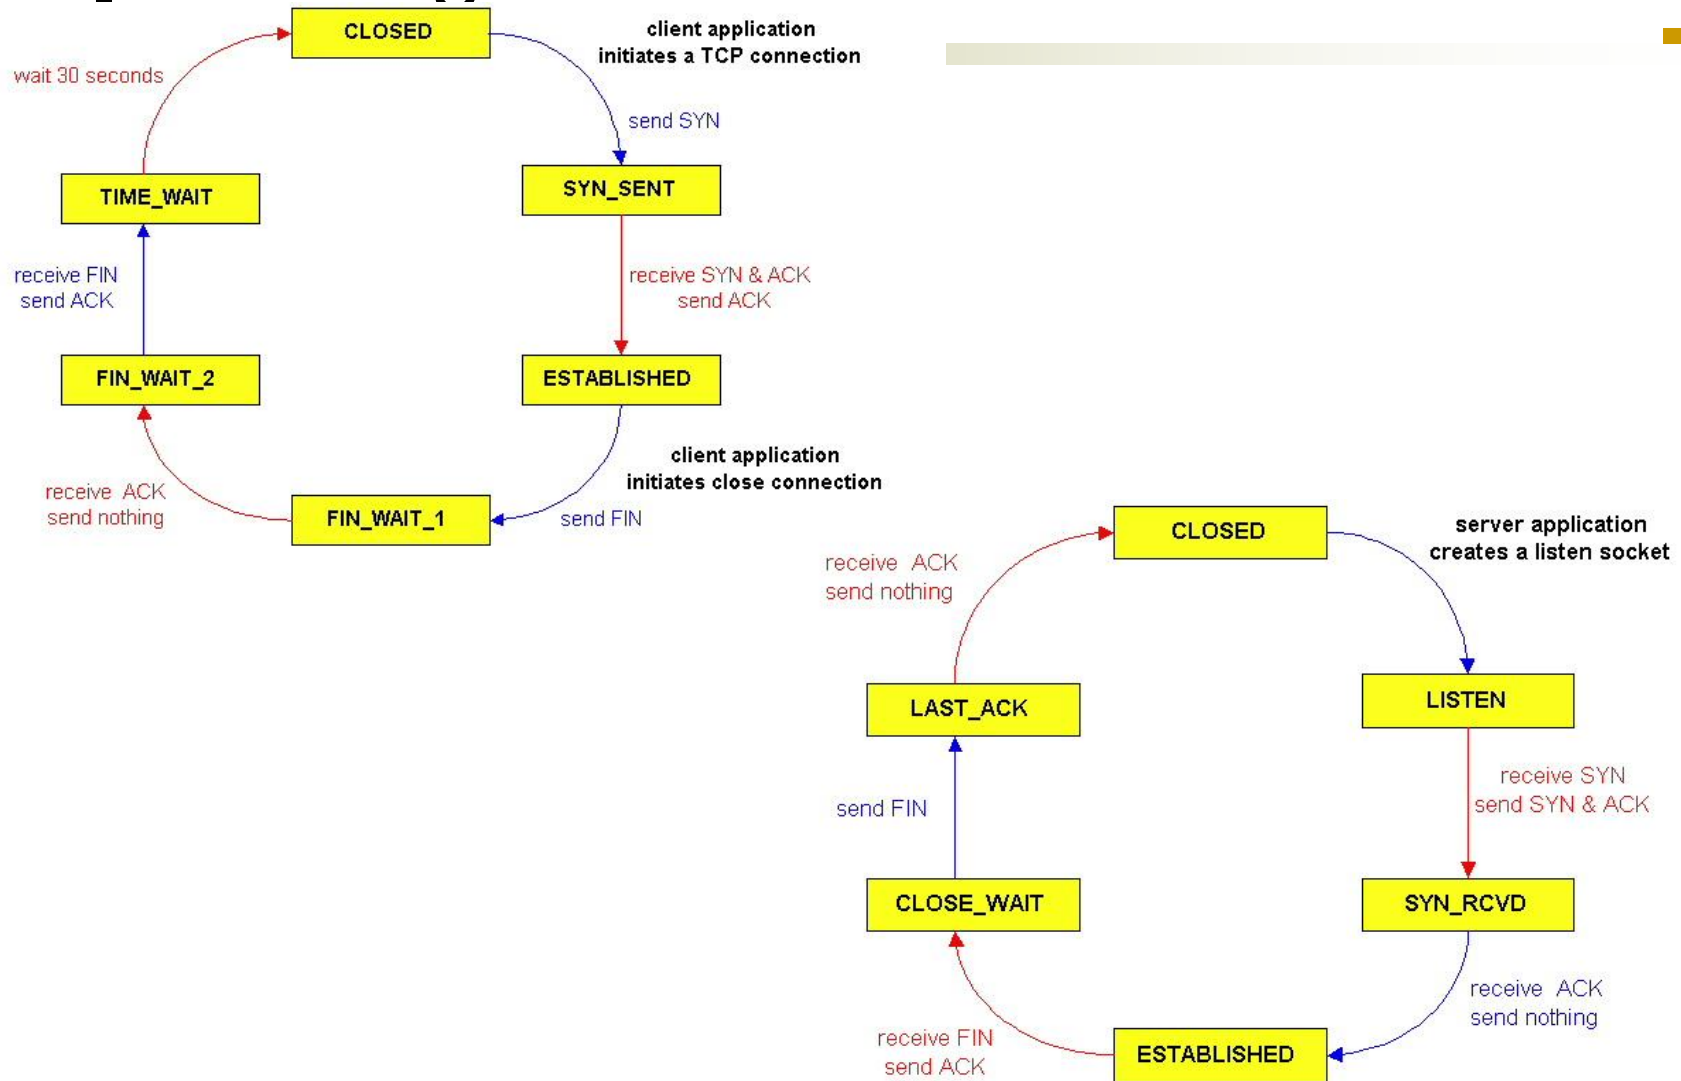 CLOSED
client application
initiates a TCP connection
wait 30 seconds
send SYN
TIME_WAIT
SYN_SENT
receive FIN
send ACK
receive SYN & ACK
send ACK
FIN_WAIT_2
ESTABLISHED
client application
initiates close connection
receive ACK
send nothing
FIN_WAIT_1
send FIN
CLOSED
server application
creates a listen socket
receive ACK
send nothing
LAST_ACK
LISTEN
send FIN
receive SYN
send SYN & ACK
CLOSE_WAIT
SYN_RCVD
receive ACK
send nothing
receive FIN
send ACK
ESTABLISHED